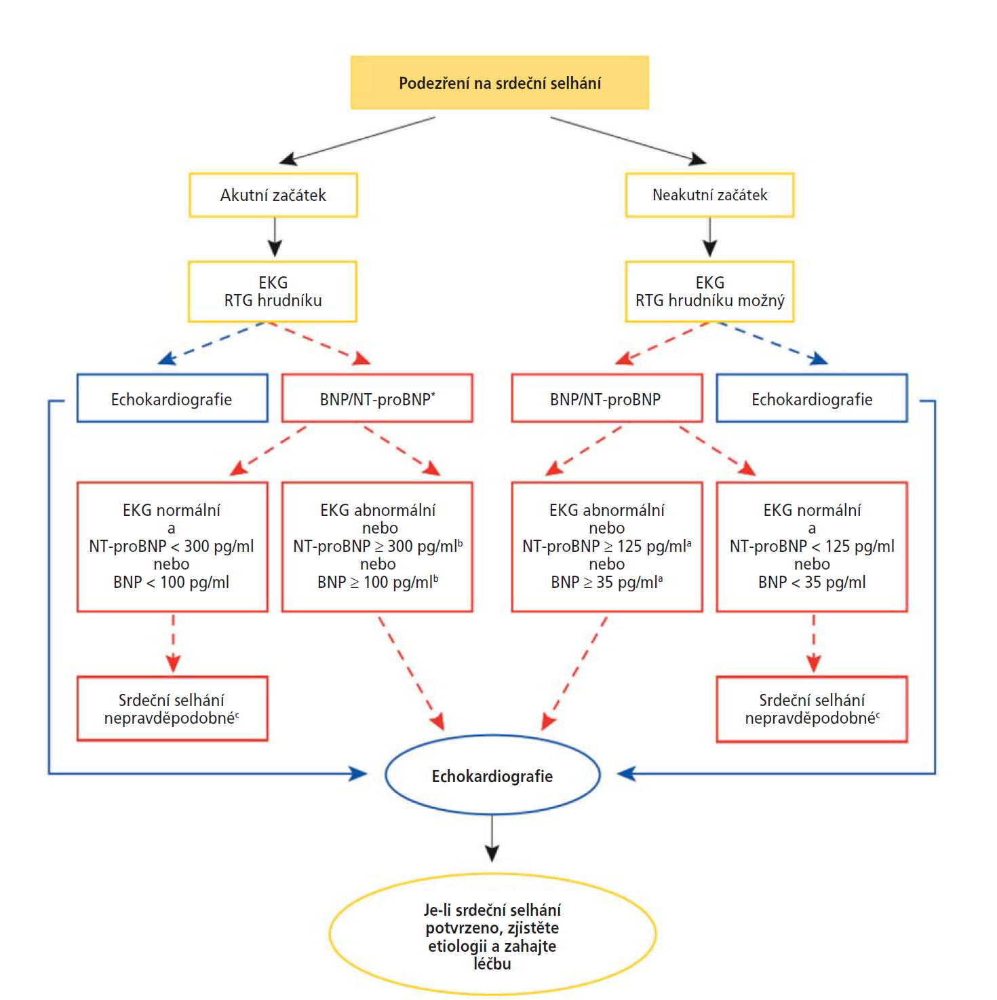 Podezření na srdeční selhání
Akutní začátek
Neakutní začátek
EKG
RTG hrudníku
EKG
RTG hrudníku možný
Echokardiografie
BNP/NT-proBNP*
BNP/NT-proBNP
Echokardiografie
EKG normální
a
NT-proBNP < 300 pg/ml
nebo
BNP < 100 pg/ml
EKG abnormální
nebo
NT-proBNP ≥ 300 pg/mlᵇ
nebo
BNP ≥ 100 pg/mlᵇ
EKG abnormální
nebo
NT-proBNP ≥ 125 pg/mlᵃ
nebo
BNP ≥ 35 pg/mlᵃ
EKG normální
a
NT-proBNP < 125 pg/ml
nebo
BNP < 35 pg/ml
Srdeční selhání
nepravděpodobnéᶜ
Srdeční selhání
nepravděpodobnéᶜ
Echokardiografie
Je-li srdeční selhání
potvrzeno, zjistěte
etiologii a zahajte
léčbu